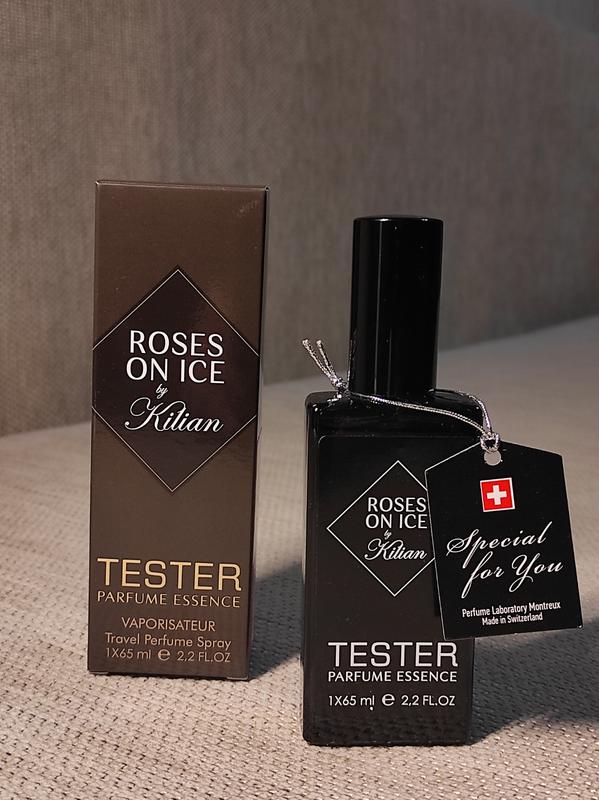 ROSES
ON ICE
by
Kilian
TESTER
PARFUME ESSENCE
VAPORISATEUR
Travel Perfume Spray
1X65 ml e 2,2 FL.OZ
ROSES
ON ICE
by
Kilian
TESTER
PARFUME ESSENCE
1X65 ml e 2,2 FL.OZ
Special
for You
Perfume Laboratory Montreux
Made in Switzerland